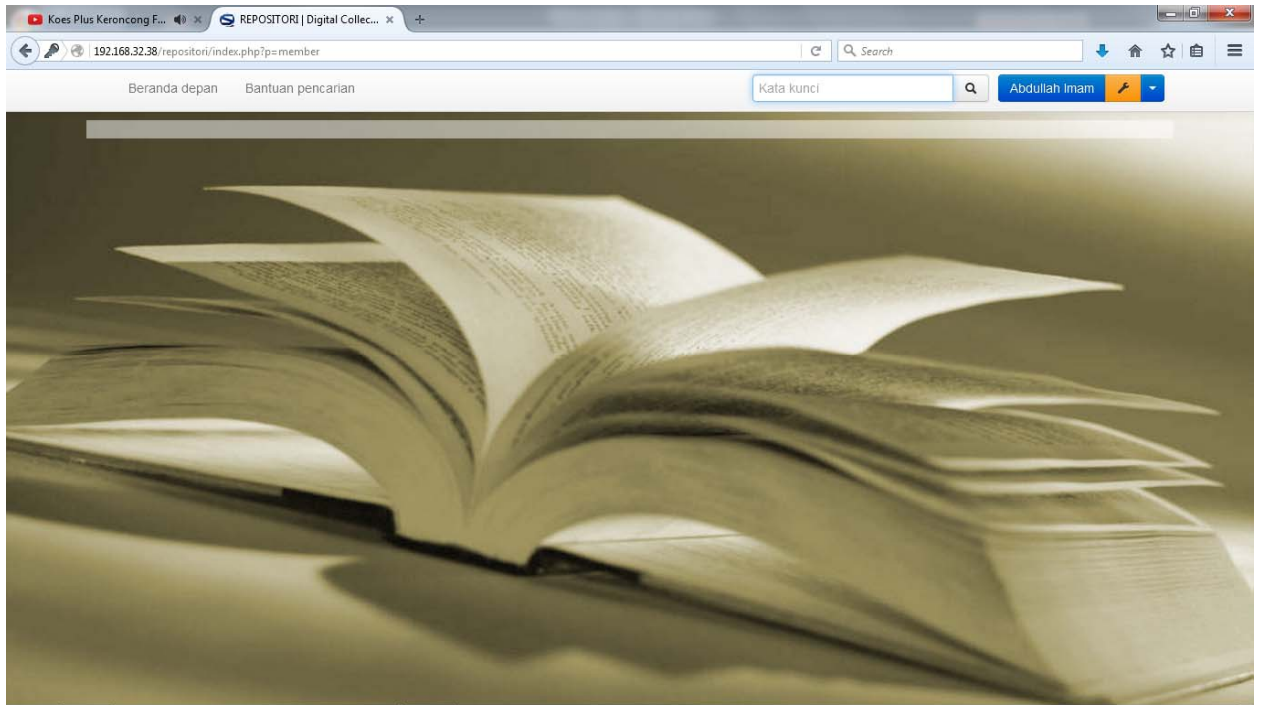 Koes Plus Keroncong F...
REPOSITORI | Digital Collec...
192.168.32.38/repositori/index.php?p=member
Search
Beranda depan
Bantuan pencarian
Kata kunci
Abdullah Imam